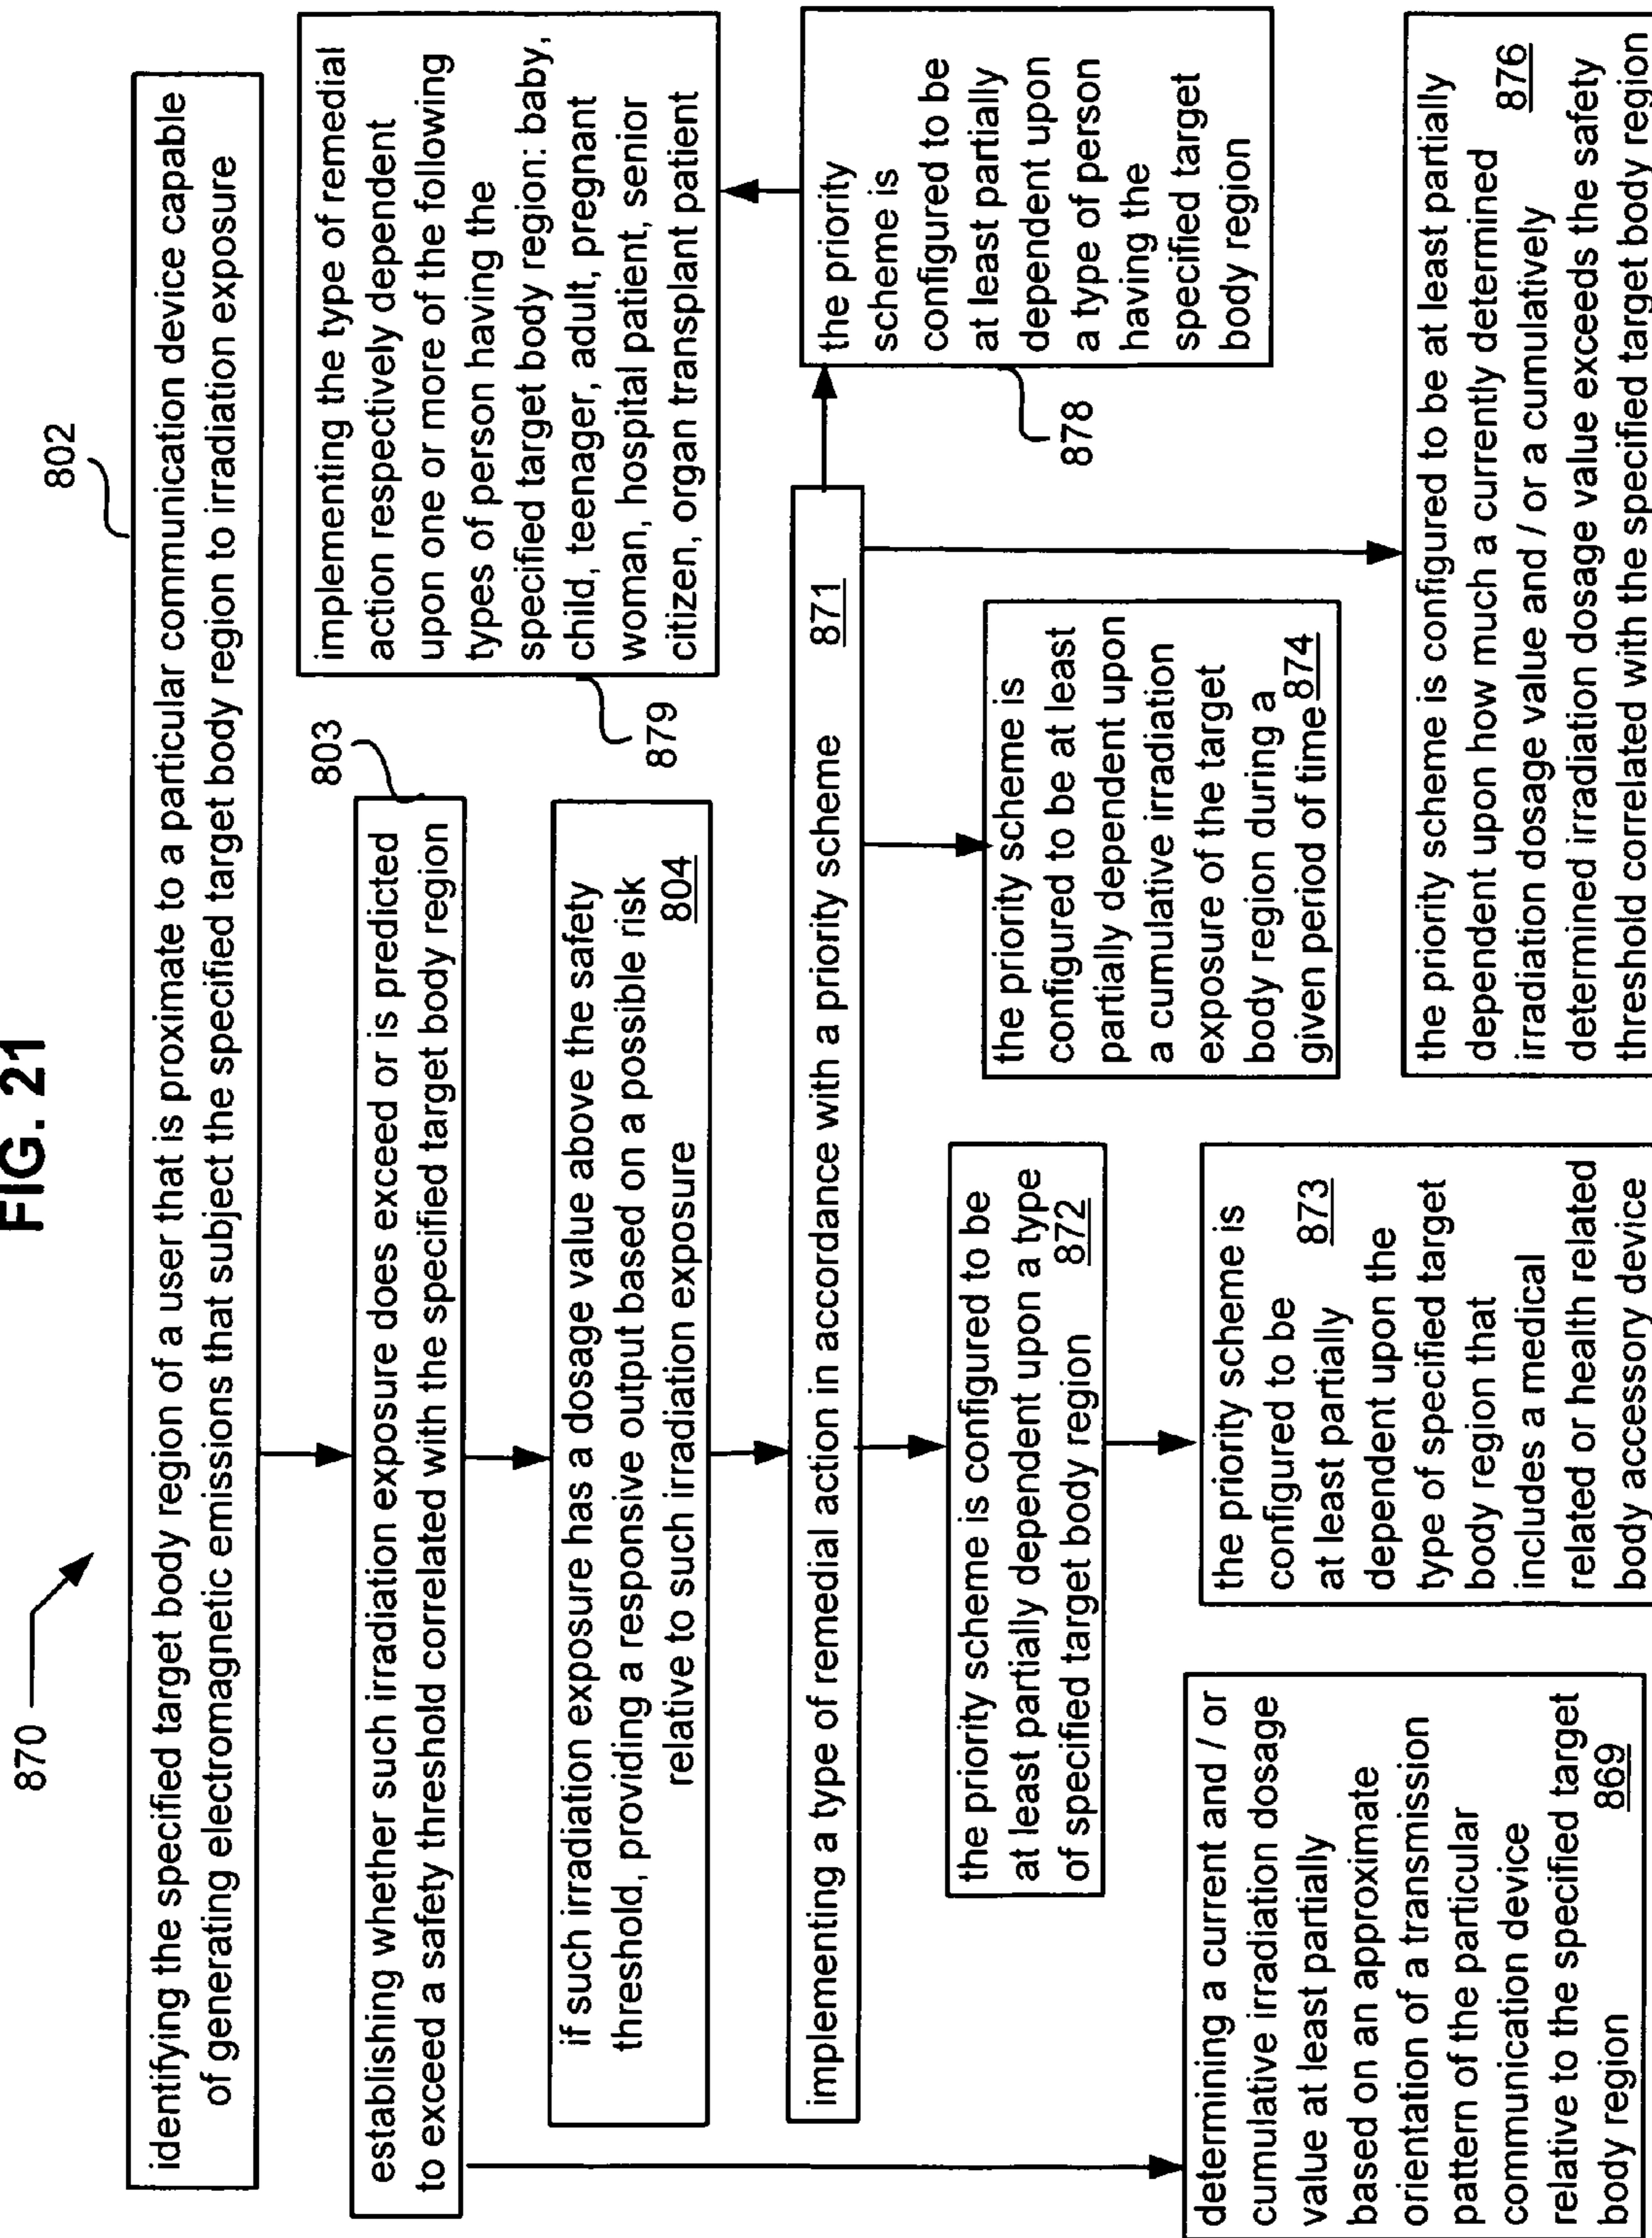 FIG. 21
870
802
identifying the specified target body region of a user that is proximate to a particular communication device capable
of generating electromagnetic emissions that subject the specified target body region to irradiation exposure
803
establishing whether such irradiation exposure does exceed or is predicted
to exceed a safety threshold correlated with the specified target body region
implementing the type of remedial
action respectively dependent
upon one or more of the following
types of person having the
specified target body region: baby,
child, teenager, adult, pregnant
woman, hospital patient, senior
citizen, organ transplant patient
879
if such irradiation exposure has a dosage value above the safety
threshold, providing a responsive output based on a possible risk
relative to such irradiation exposure 804
implementing a type of remedial action in accordance with a priority scheme 871
the priority
scheme is
configured to be
at least partially
dependent upon
a type of person
having the
specified target
body region
878
the priority scheme is configured to be
at least partially dependent upon a type
of specified target body region 872
the priority scheme is
configured to be at least
partially dependent upon
a cumulative irradiation
exposure of the target
body region during a
given period of time 874
determining a current and / or
cumulative irradiation dosage
value at least partially
based on an approximate
orientation of a transmission
pattern of the particular
communication device
relative to the specified target
body region 869
the priority scheme is
configured to be
at least partially 873
dependent upon the
type of specified target
body region that
includes a medical
related or health related
body accessory device
the priority scheme is configured to be at least partially
dependent upon how much a currently determined
irradiation dosage value and / or a cumulatively 876
determined irradiation dosage value exceeds the safety
threshold correlated with the specified target body region